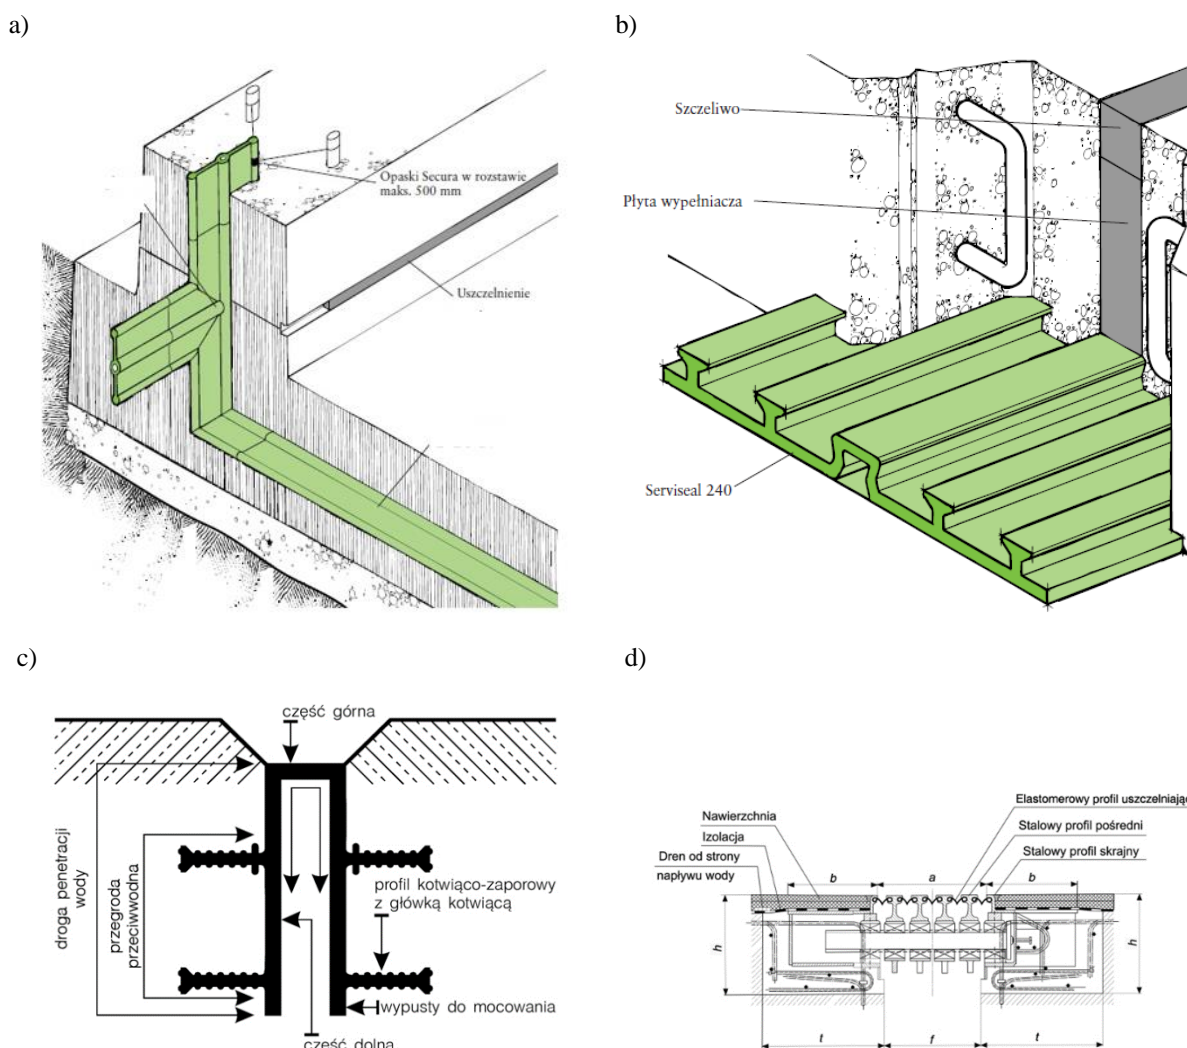 a)
b)
Opaski Secura w rozstawie
maks. 500 mm
Uszczelnienie
Szczeliwo
Płyta wypełniacza
Serviseal 240
c)
d)
część górna
droga penetracji
wody
przegroda
przeciwwodna
profil kotwiąco-zaporowy
z główką kotwiącą
wypusty do mocowania
część dolna
Elastomerowy profil uszczelniając
Nawierzchnia
Stalowy profil pośredni
Izolacja
Stalowy profil skrajny
Dren od strony
napływu wody
b a b
h h
t f t